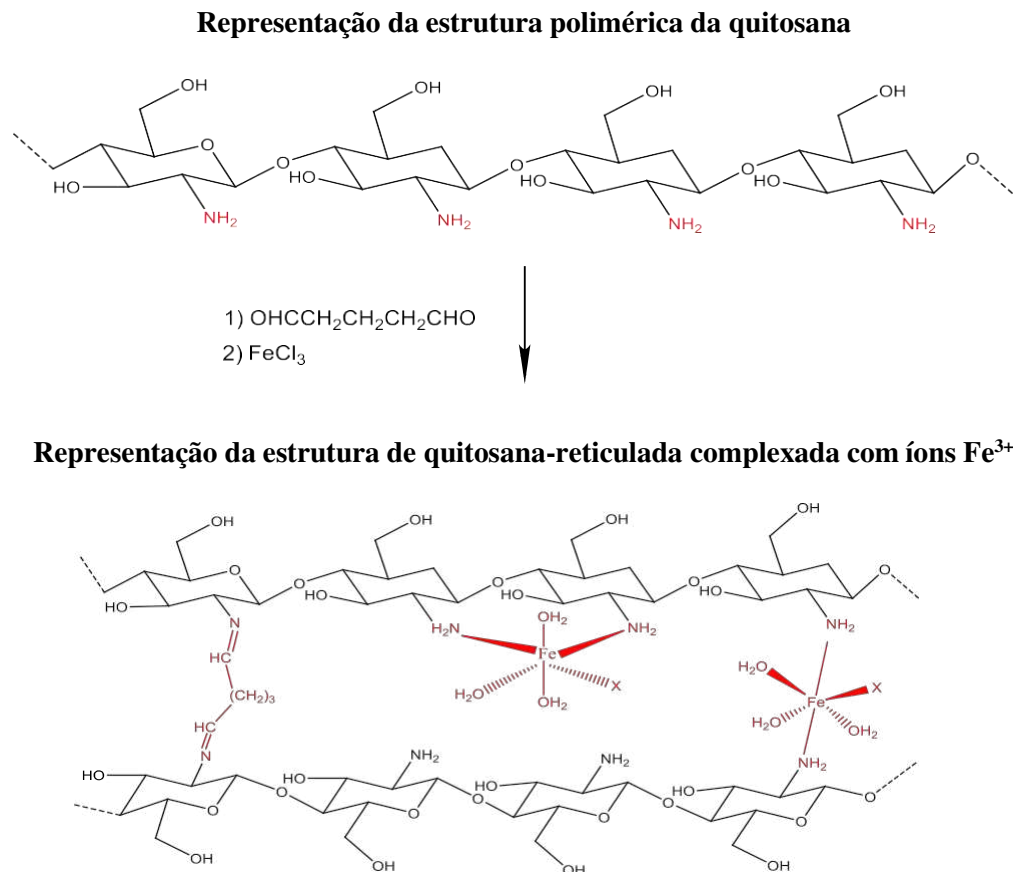 Representação da estrutura polimérica da quitosana
OH OH OH OH
O O O O O
HO HO HO HO
NH₂ NH₂ NH₂ NH₂
1) OHCCH₂CH₂CH₂CHO
2) FeCl₃
Representação da estrutura de quitosana-reticulada complexada com íons Fe³⁺
OH OH OH OH
O O O O O
HO HO HO HO
N H₂N OH₂ NH₂ NH₂
HC Fe H₂O X
(CH₂)₃ H₂O OH₂ X Fe
HC H₂O OH₂
N NH₂ NH₂ NH₂
HO HO HO HO
O O O O O O O O
OH OH OH OH